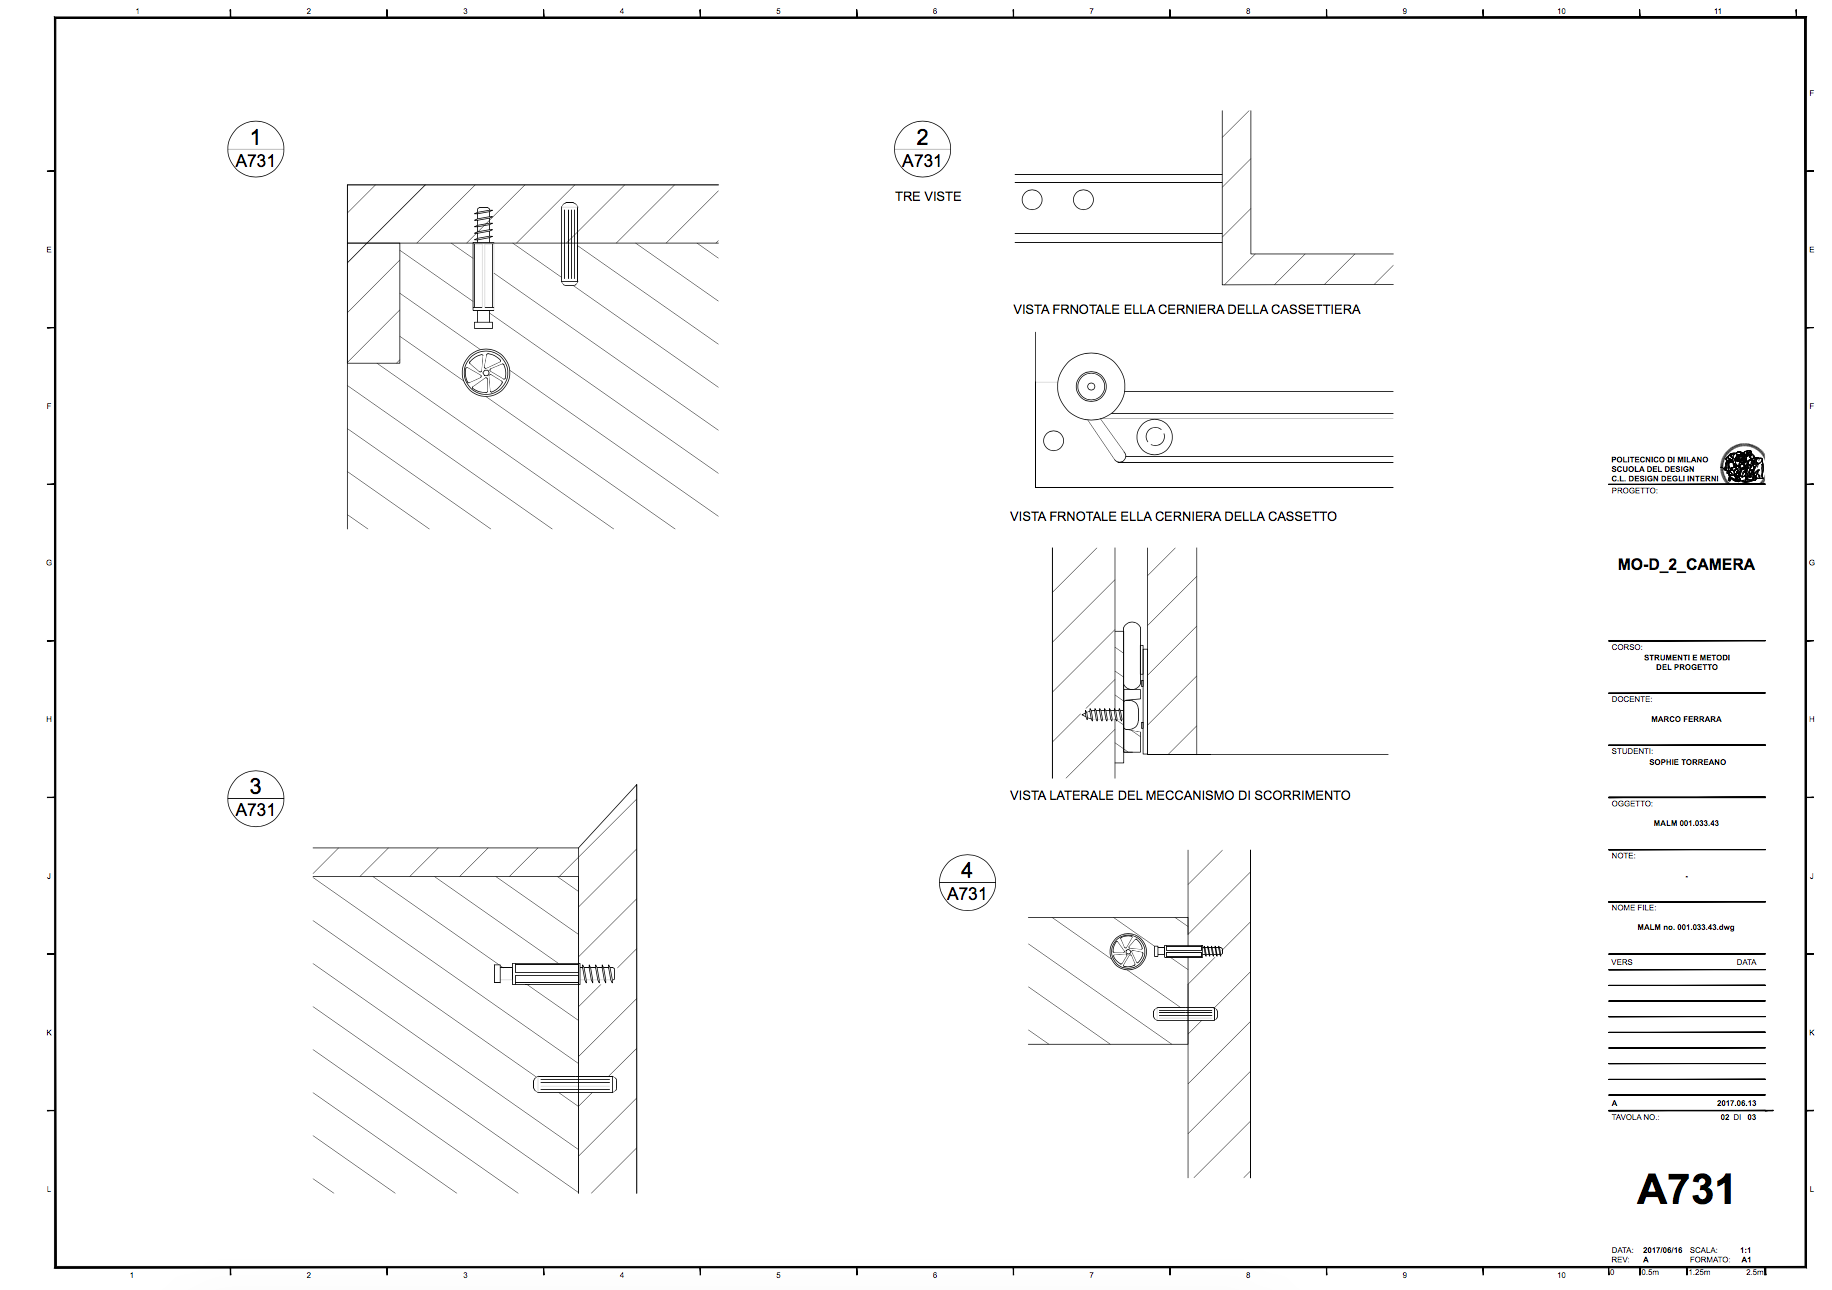 1 2 3 4 5 6 7 8 9 10 11
F
E E
F F
G G
H H
J J
K K
L L
1
A731
2
A731
TRE VISTE
VISTA FRNOTALE ELLA CERNIERA DELLA CASSETTIERA
VISTA FRNOTALE ELLA CERNIERA DELLA CASSETTO
VISTA LATERALE DEL MECCANISMO DI SCORRIMENTO
3
A731
4
A731
POLITECNICO DI MILANO
SCUOLA DEL DESIGN
C.L. DESIGN DEGLI INTERNI
PROGETTO:
MO-D_2_CAMERA
CORSO:
STRUMENTI E METODI
DEL PROGETTO
DOCENTE:
MARCO FERRARA
STUDENTI:
SOPHIE TORREANO
OGGETTO:
MALM 001.033.43
NOTE:
-
NOME FILE:
MALM no. 001.033.43.dwg
VERS DATA
A 2017.06.13
TAVOLA NO.: 02 DI 03
A731
DATA: 2017/06/16 SCALA: 1:1
REV: A FORMATO: A1
0 0.5m 1.25m 2.5m
1 2 3 4 5 6 7 8 9 10